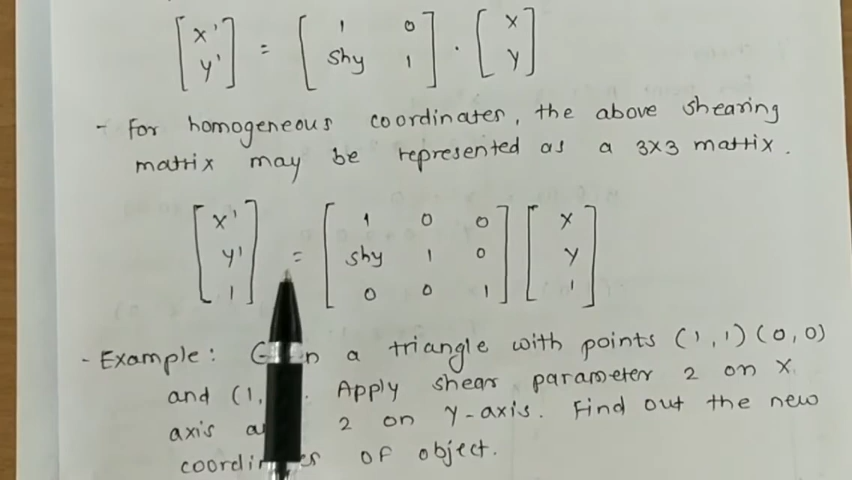 [x' y'] = [1 0 shy 1] . [x y]
- For homogeneous coordinates, the above shearing
matrix may be represented as a 3x3 matrix.
[x' y' 1] = [1 0 0 shy 1 0 0 0 1] [x y 1]
- Example: a triangle with points (1,1) (0,0)
and (1, . Apply shear parameter 2 on X
axis 2 on Y-axis. Find out the new
of object.